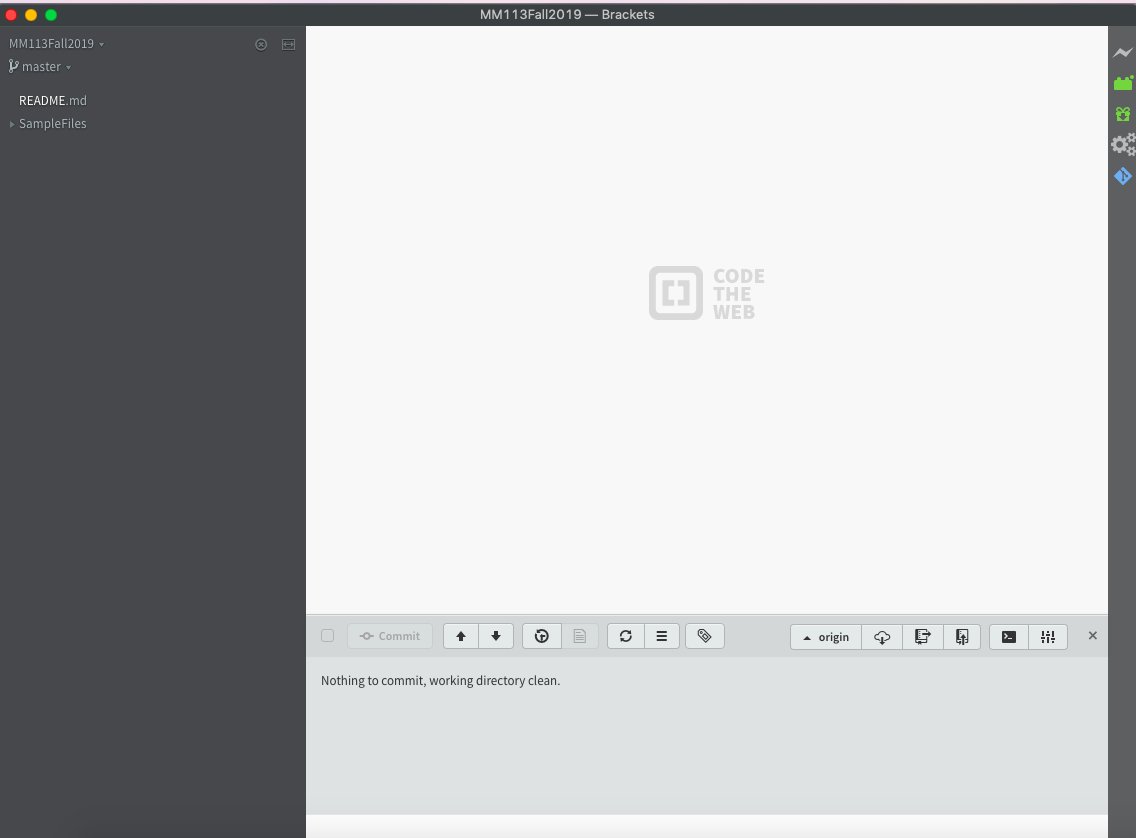 MM113Fall2019 — Brackets
MM113Fall2019
master
README.md
SampleFiles
CODE
THE
WEB
Commit
origin
Nothing to commit, working directory clean.